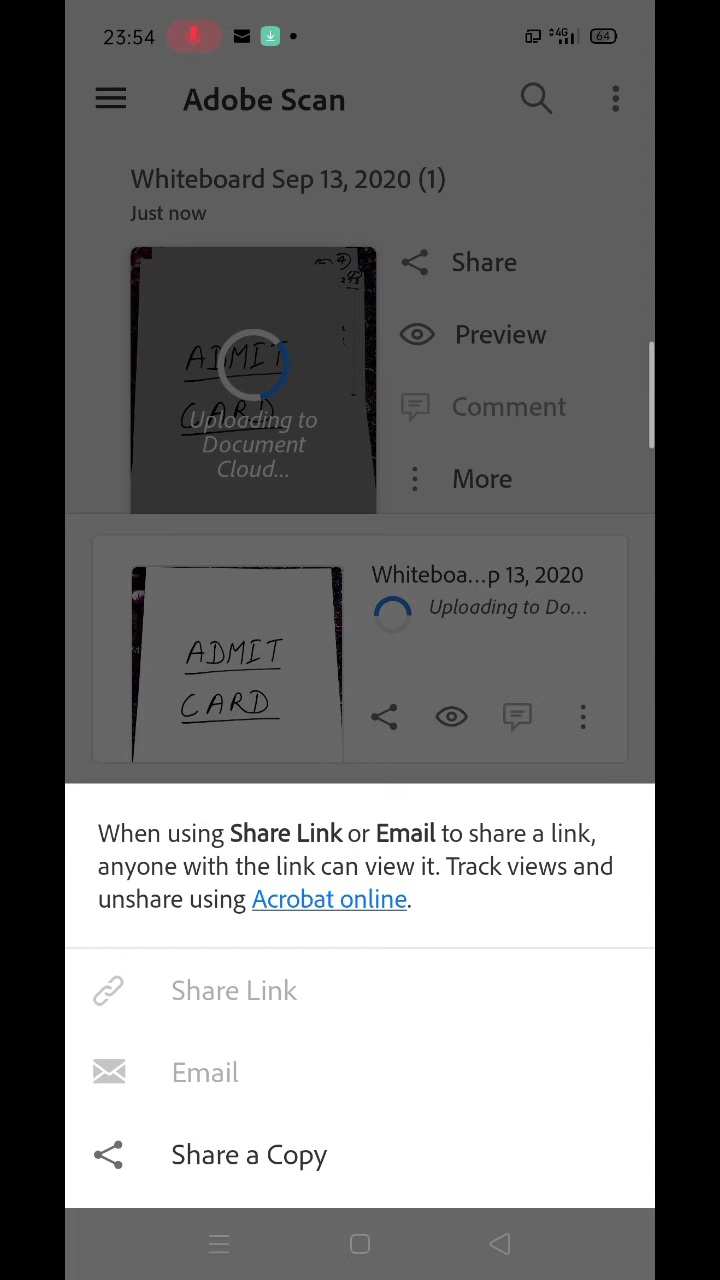 23:54
4G
64
Adobe Scan
Whiteboard Sep 13, 2020 (1)
Just now
ADMIT
CARD
Uploading to
Document
Cloud...
Share
Preview
Comment
More
ADMIT
CARD
Whiteboa...p 13, 2020
Uploading to Do...
When using Share Link or Email to share a link,
anyone with the link can view it. Track views and
unshare using Acrobat online.
Share Link
Email
Share a Copy